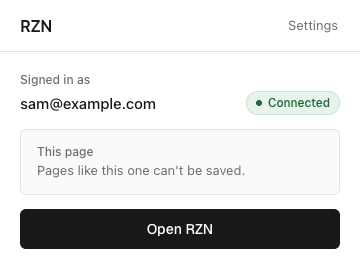 RZN
Settings
Signed in as
sam@example.com
Connected
This page
Pages like this one can't be saved.
Open RZN